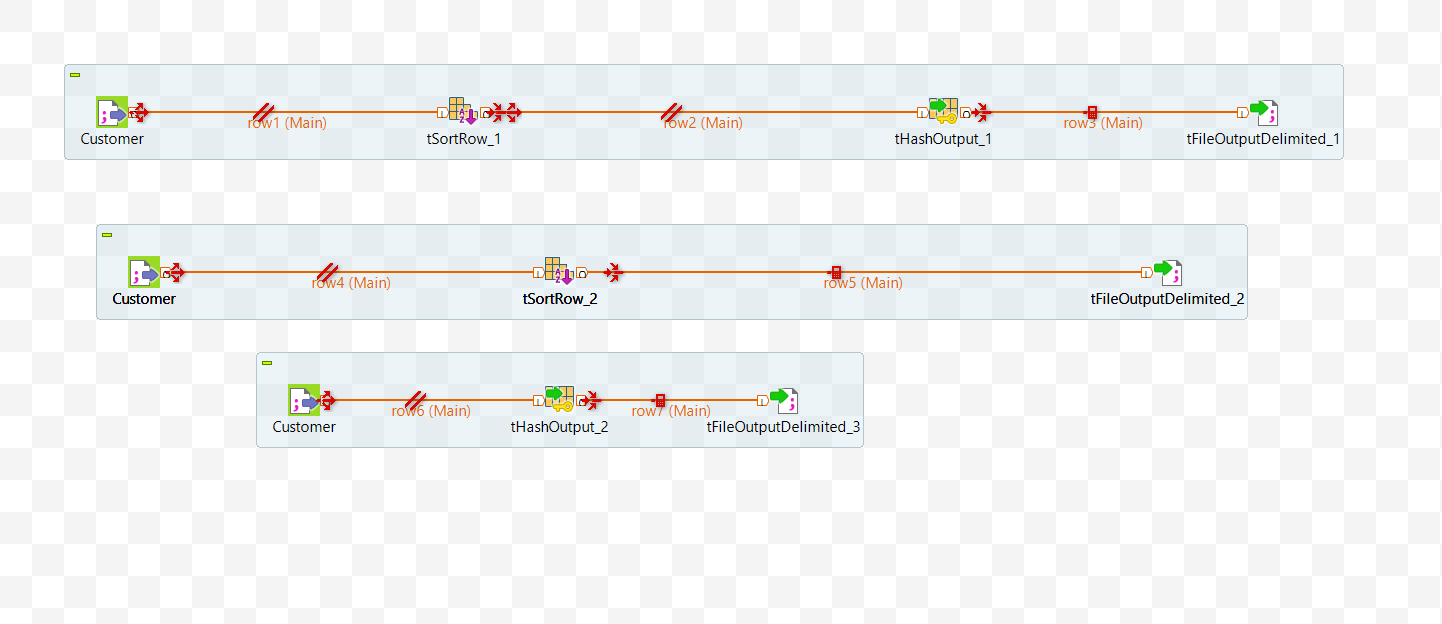 row1 (Main)
row2 (Main)
row3 (Main)
Customer
tSortRow_1
tHashOutput_1
tFileOutputDelimited_1
row4 (Main)
row5 (Main)
Customer
tSortRow_2
tFileOutputDelimited_2
row6 (Main)
row7 (Main)
Customer
tHashOutput_2
tFileOutputDelimited_3